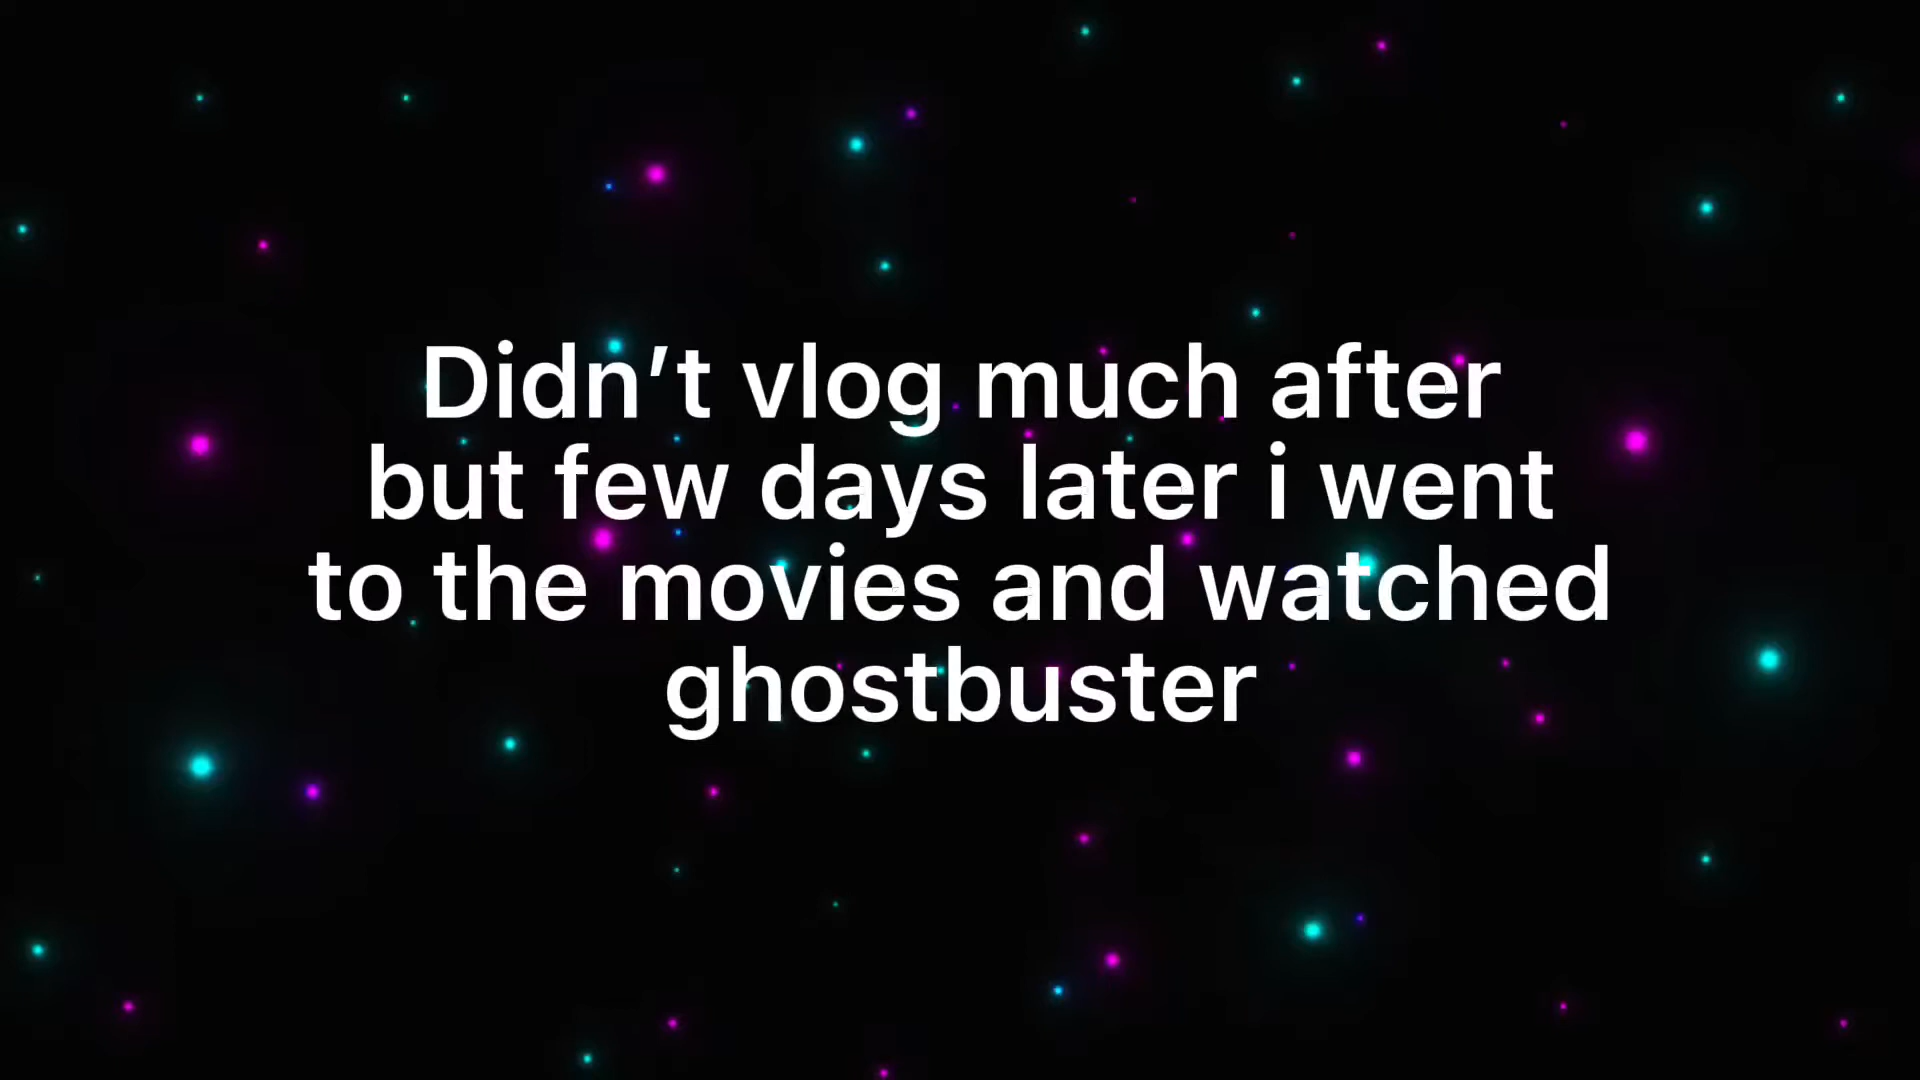 Didn’t vlog much after
but few days later i went
to the movies and watched
ghostbuster